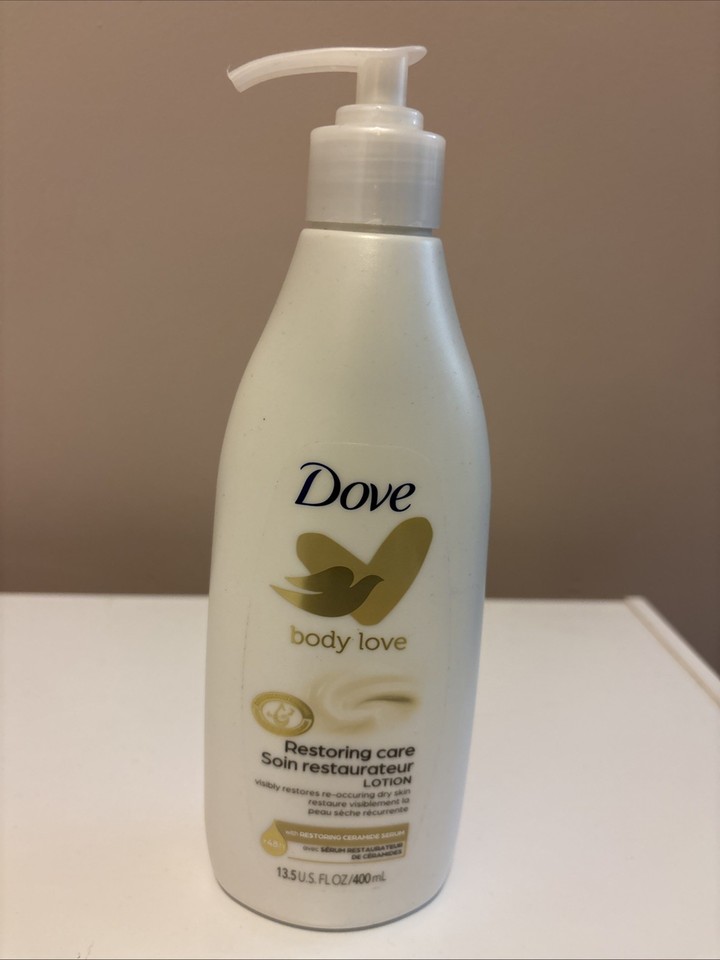 Dove
body love
Restoring care
Soin restaurateur
LOTION
visibly restores re-occuring dry skin
restaure visiblement la
peau sèche récurrente
with RESTORING CERAMIDE SERUM
avec SÉRUM RESTAURATEUR
DE CÉRAMIDES
13.5 U.S. FL OZ/400 mL